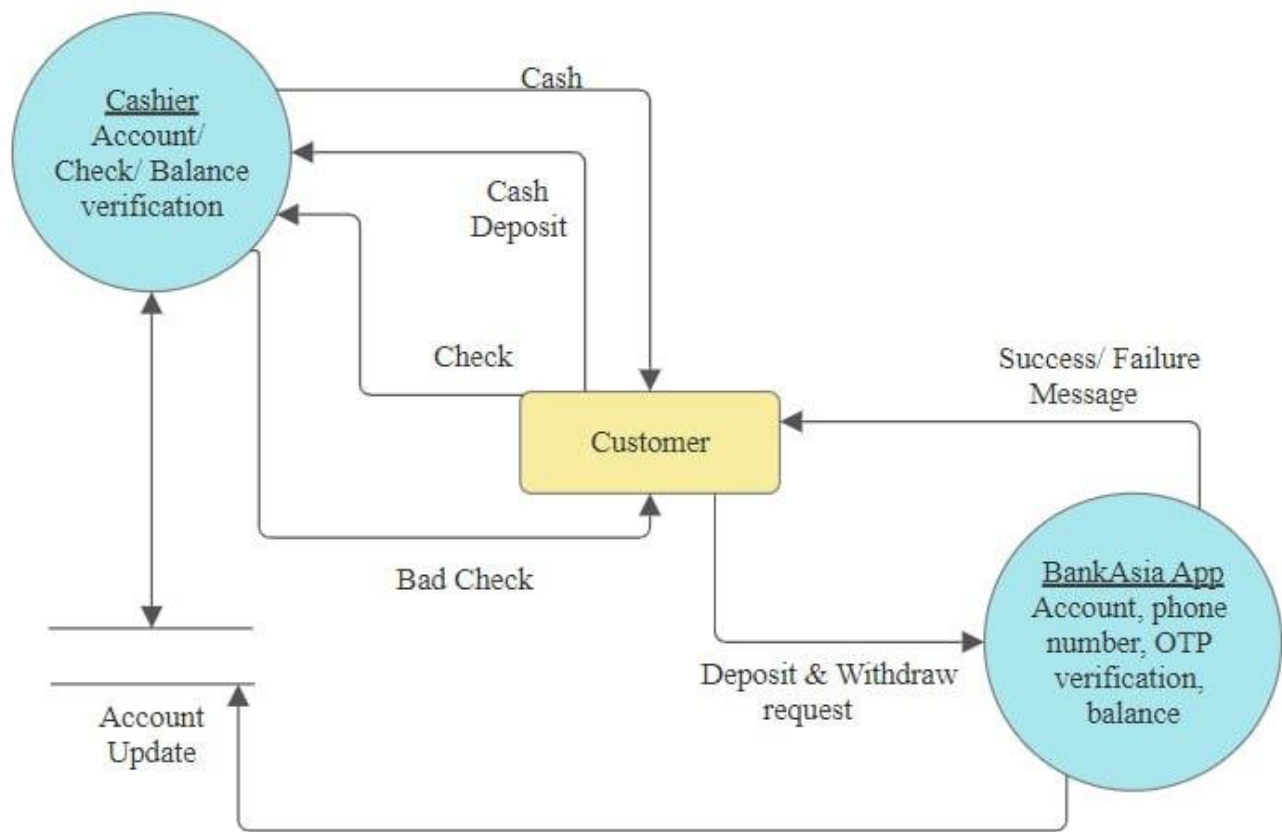 Cashier
Account/
Check/ Balance
verification
Cash
Cash
Deposit
Check
Customer
Success/ Failure
Message
Bad Check
BankAsia App
Account, phone
number, OTP
verification,
balance
Deposit & Withdraw
request
Account
Update